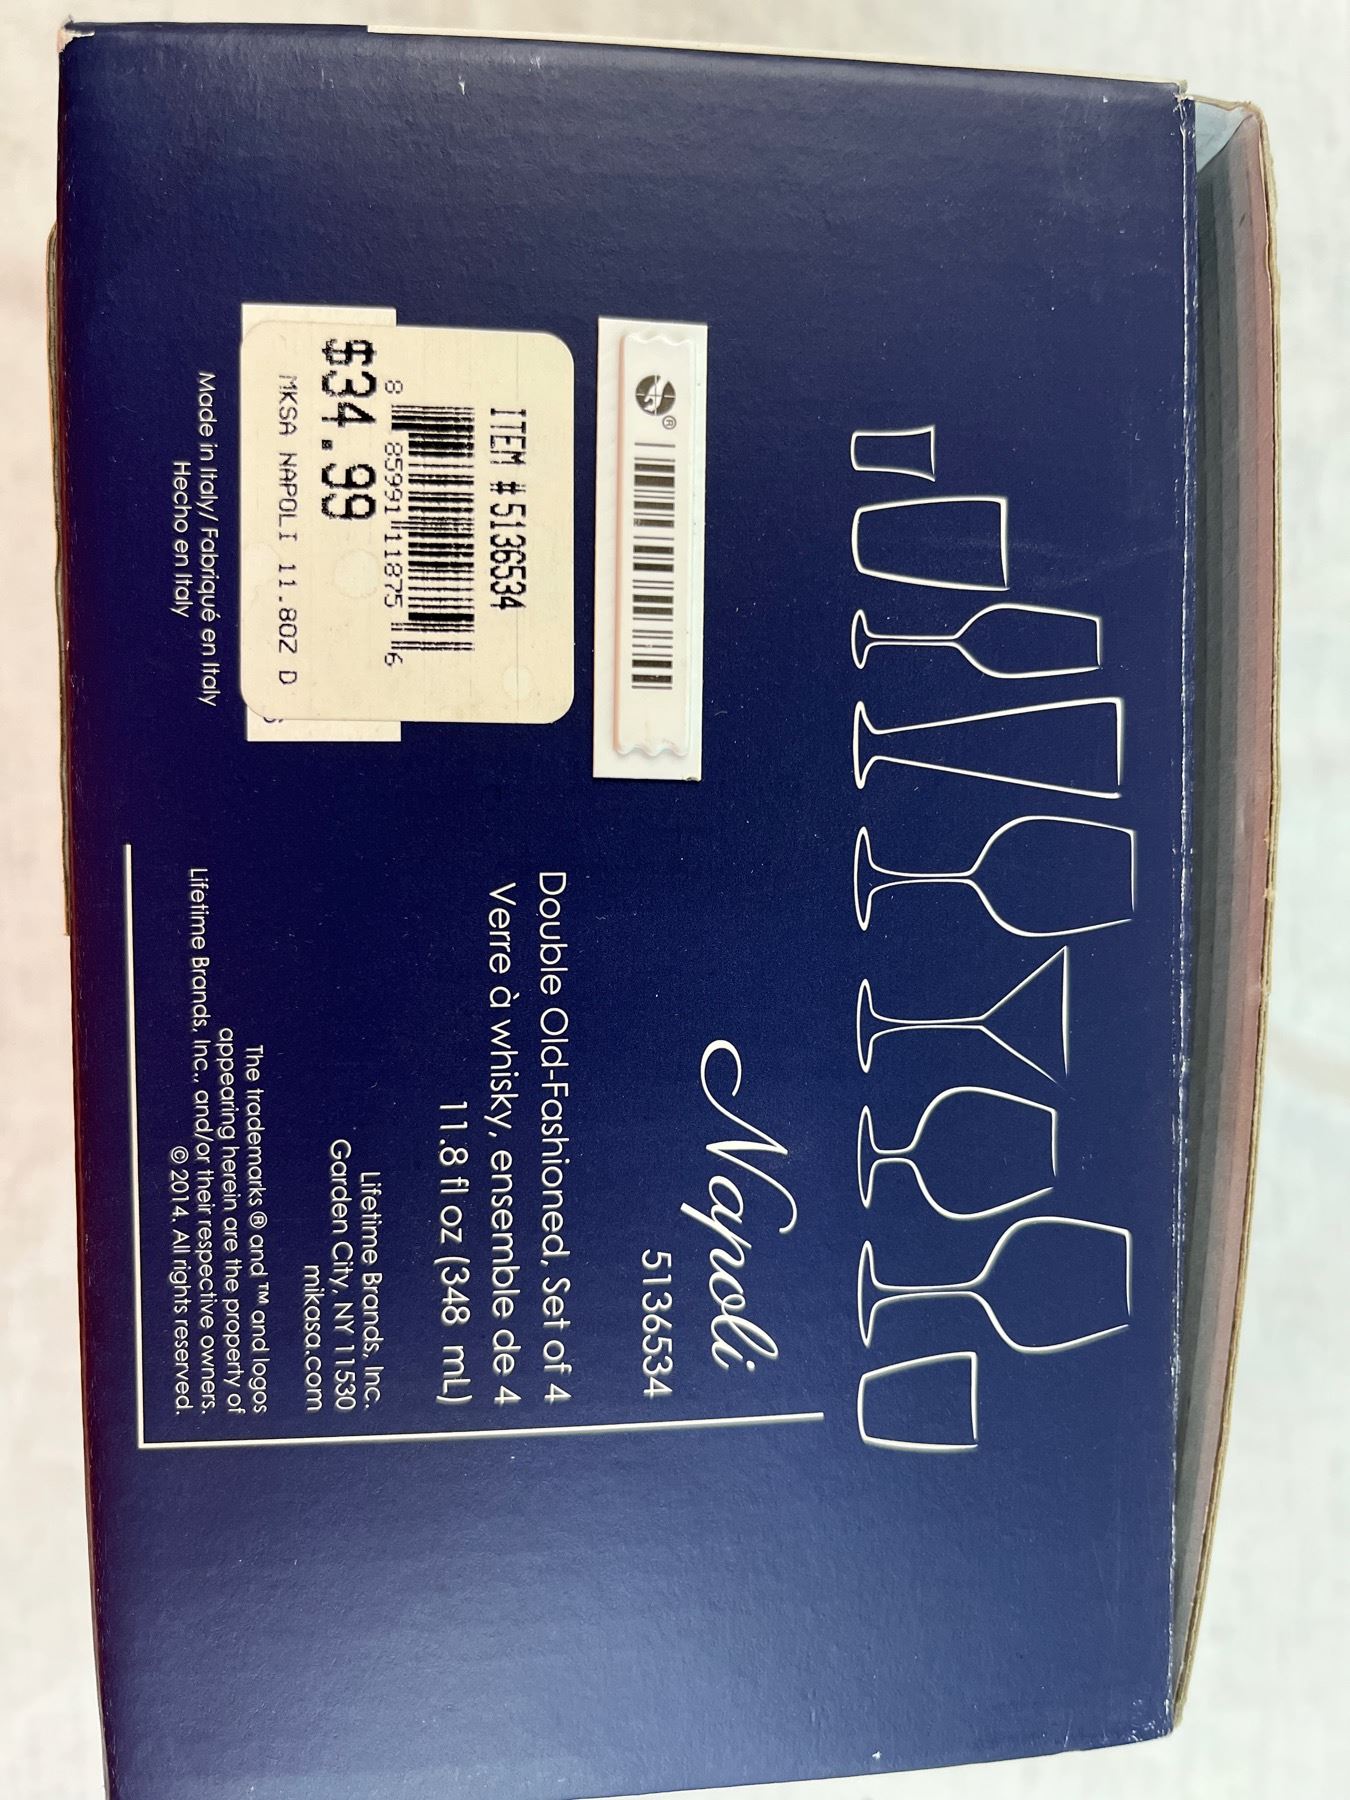 Napoli
5136534
Double Old-Fashioned, Set of 4
Verre à whisky, ensemble de 4
11.8 fl oz (348 mL)
Lifetime Brands, Inc.
Garden City, NY 11530
mikasa.com
The trademarks ® and ™ and logos
appearing herein are the property of
Lifetime Brands, Inc., and/or their respective owners.
© 2014. All rights reserved.
®
ITEM # 5136534
8 85991 11875 6
$34.99
MKSA NAPOLI 11.8OZ D
Made in Italy/ Fabriqué en Italy
Hecho en Italy